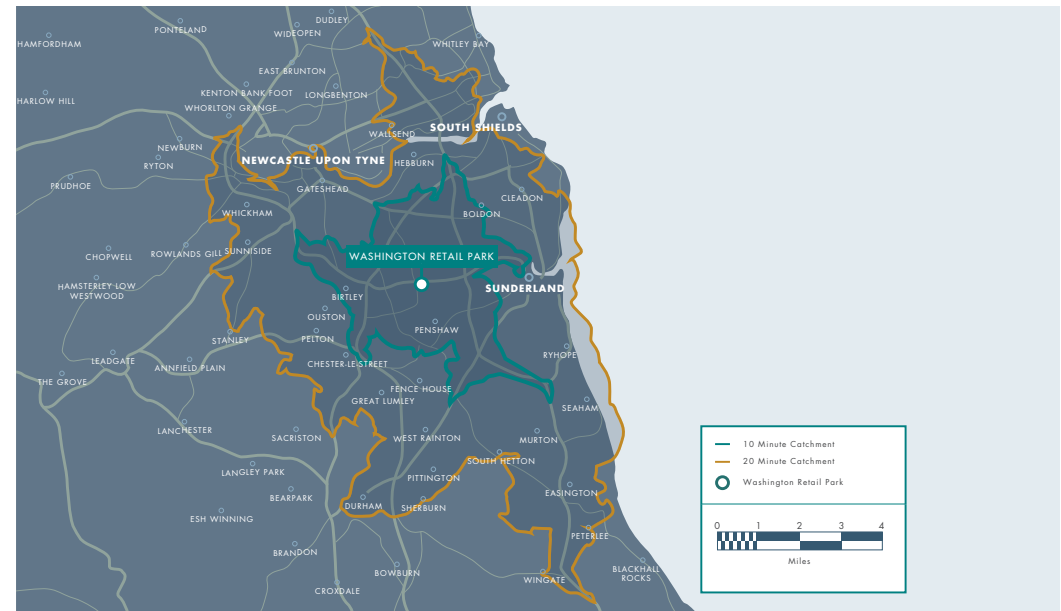 DUDLEY
PONTELAND
WIDEOPEN
HAMFORDHAM
WHITLEY BAY
EAST BRUNTON
KENTON BANK FOOT
LONGBENTON
HARLOW HILL
WHORLTON GRANGE
SOUTH SHIELDS
WALLSEND
NEWBURN
NEWCASTLE UPON TYNE
HEBBURN
RYTON
PRUDHOE
GATESHEAD
CLEADON
WHICKHAM
BOLDON
CHOPWELL
ROWLANDS GILL
SUNNISIDE
WASHINGTON RETAIL PARK
HAMSTERLEY LOW
WESTWOOD
SUNDERLAND
BIRTLEY
OUSTON
PENSHAW
STANLEY
PELTON
RYHOPE
LEADGATE
ANNFIELD PLAIN
CHESTER-LE-STREET
THE GROVE
FENCE HOUSE
GREAT LUMLEY
SEAHAM
LANCHESTER
SACRISTON
WEST RAINTON
MURTON
SOUTH HETTON
LANGLEY PARK
PITTINGTON
BEARPARK
EASINGTON
DURHAM
SHERBURN
ESH WINNING
PETERLEE
BRANDON
BOWBURN
WINGATE
BLACKHALL
ROCKS
CROXDALE
10 Minute Catchment
20 Minute Catchment
Washington Retail Park
0 1 2 3 4
Miles